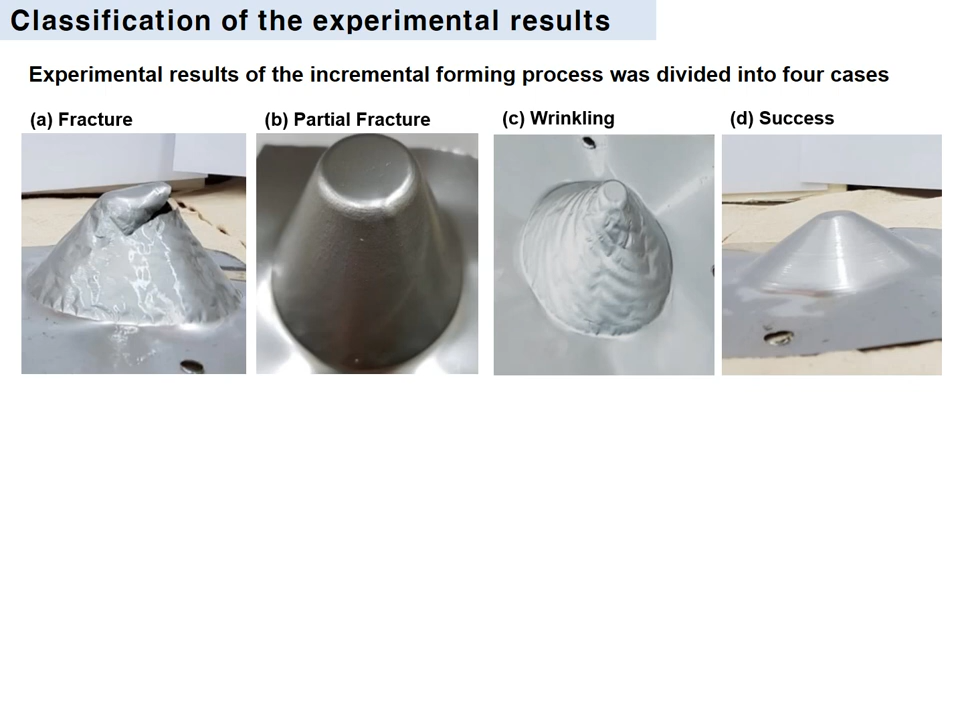 Classification of the experimental results
Experimental results of the incremental forming process was divided into four cases
(a) Fracture
(b) Partial Fracture
(c) Wrinkling
(d) Success